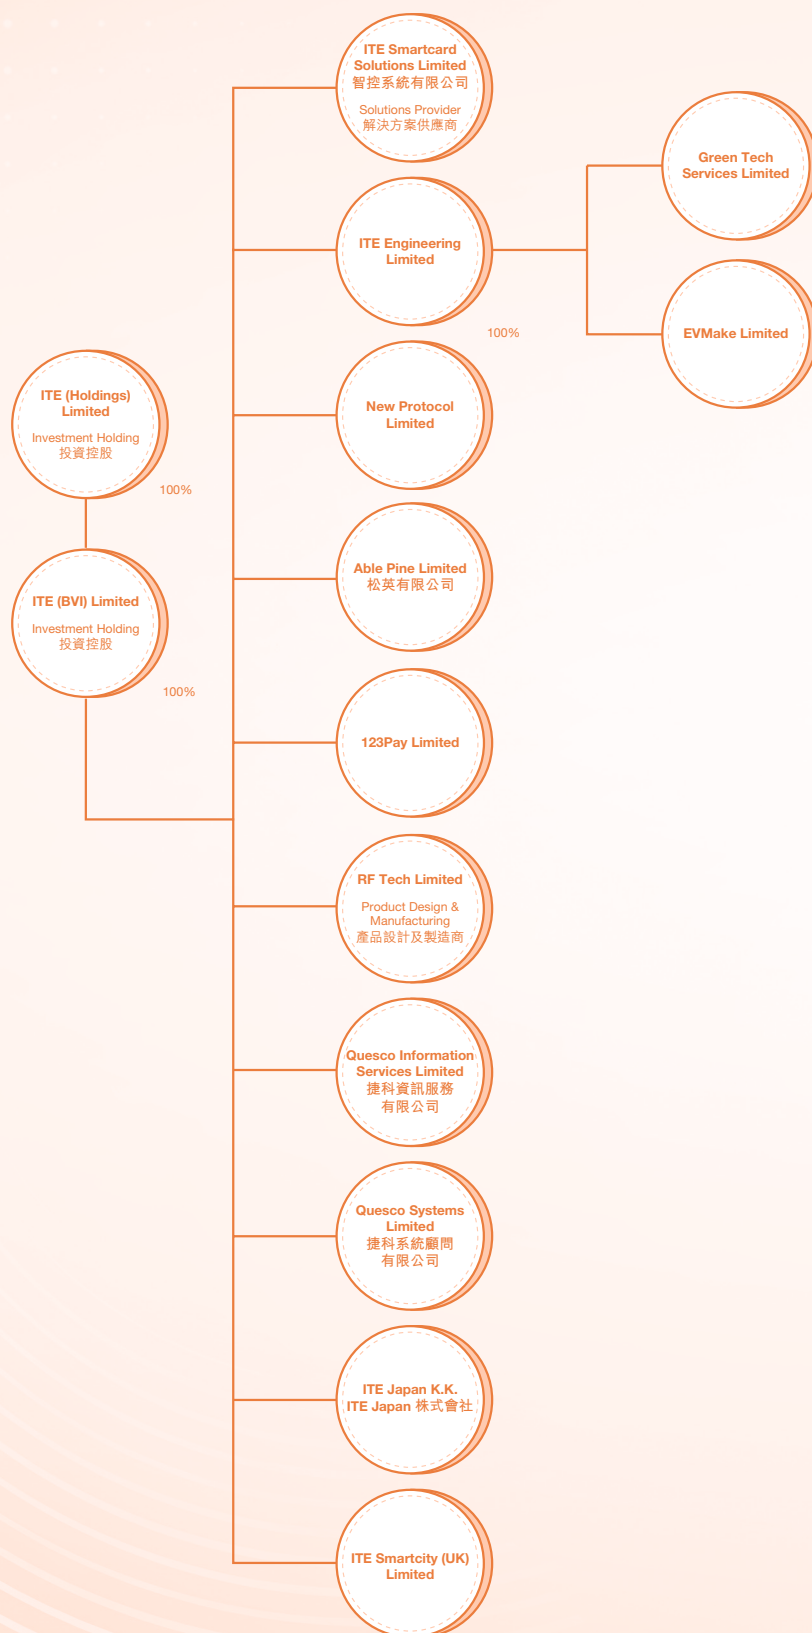 ITE Smartcard
Solutions Limited
智控系統有限公司
Solutions Provider
解決方案供應商
Green Tech
Services Limited
ITE Engineering
Limited
100%
EVMake Limited
ITE (Holdings)
Limited
Investment Holding
投資控股
100%
New Protocol
Limited
ITE (BVI) Limited
Investment Holding
投資控股
100%
Able Pine Limited
松英有限公司
123Pay Limited
RF Tech Limited
Product Design &
Manufacturing
產品設計及製造商
Quesco Information
Services Limited
捷科資訊服務
有限公司
Quesco Systems
Limited
捷科系統顧問
有限公司
ITE Japan K.K.
ITE Japan 株式會社
ITE Smartcity (UK)
Limited